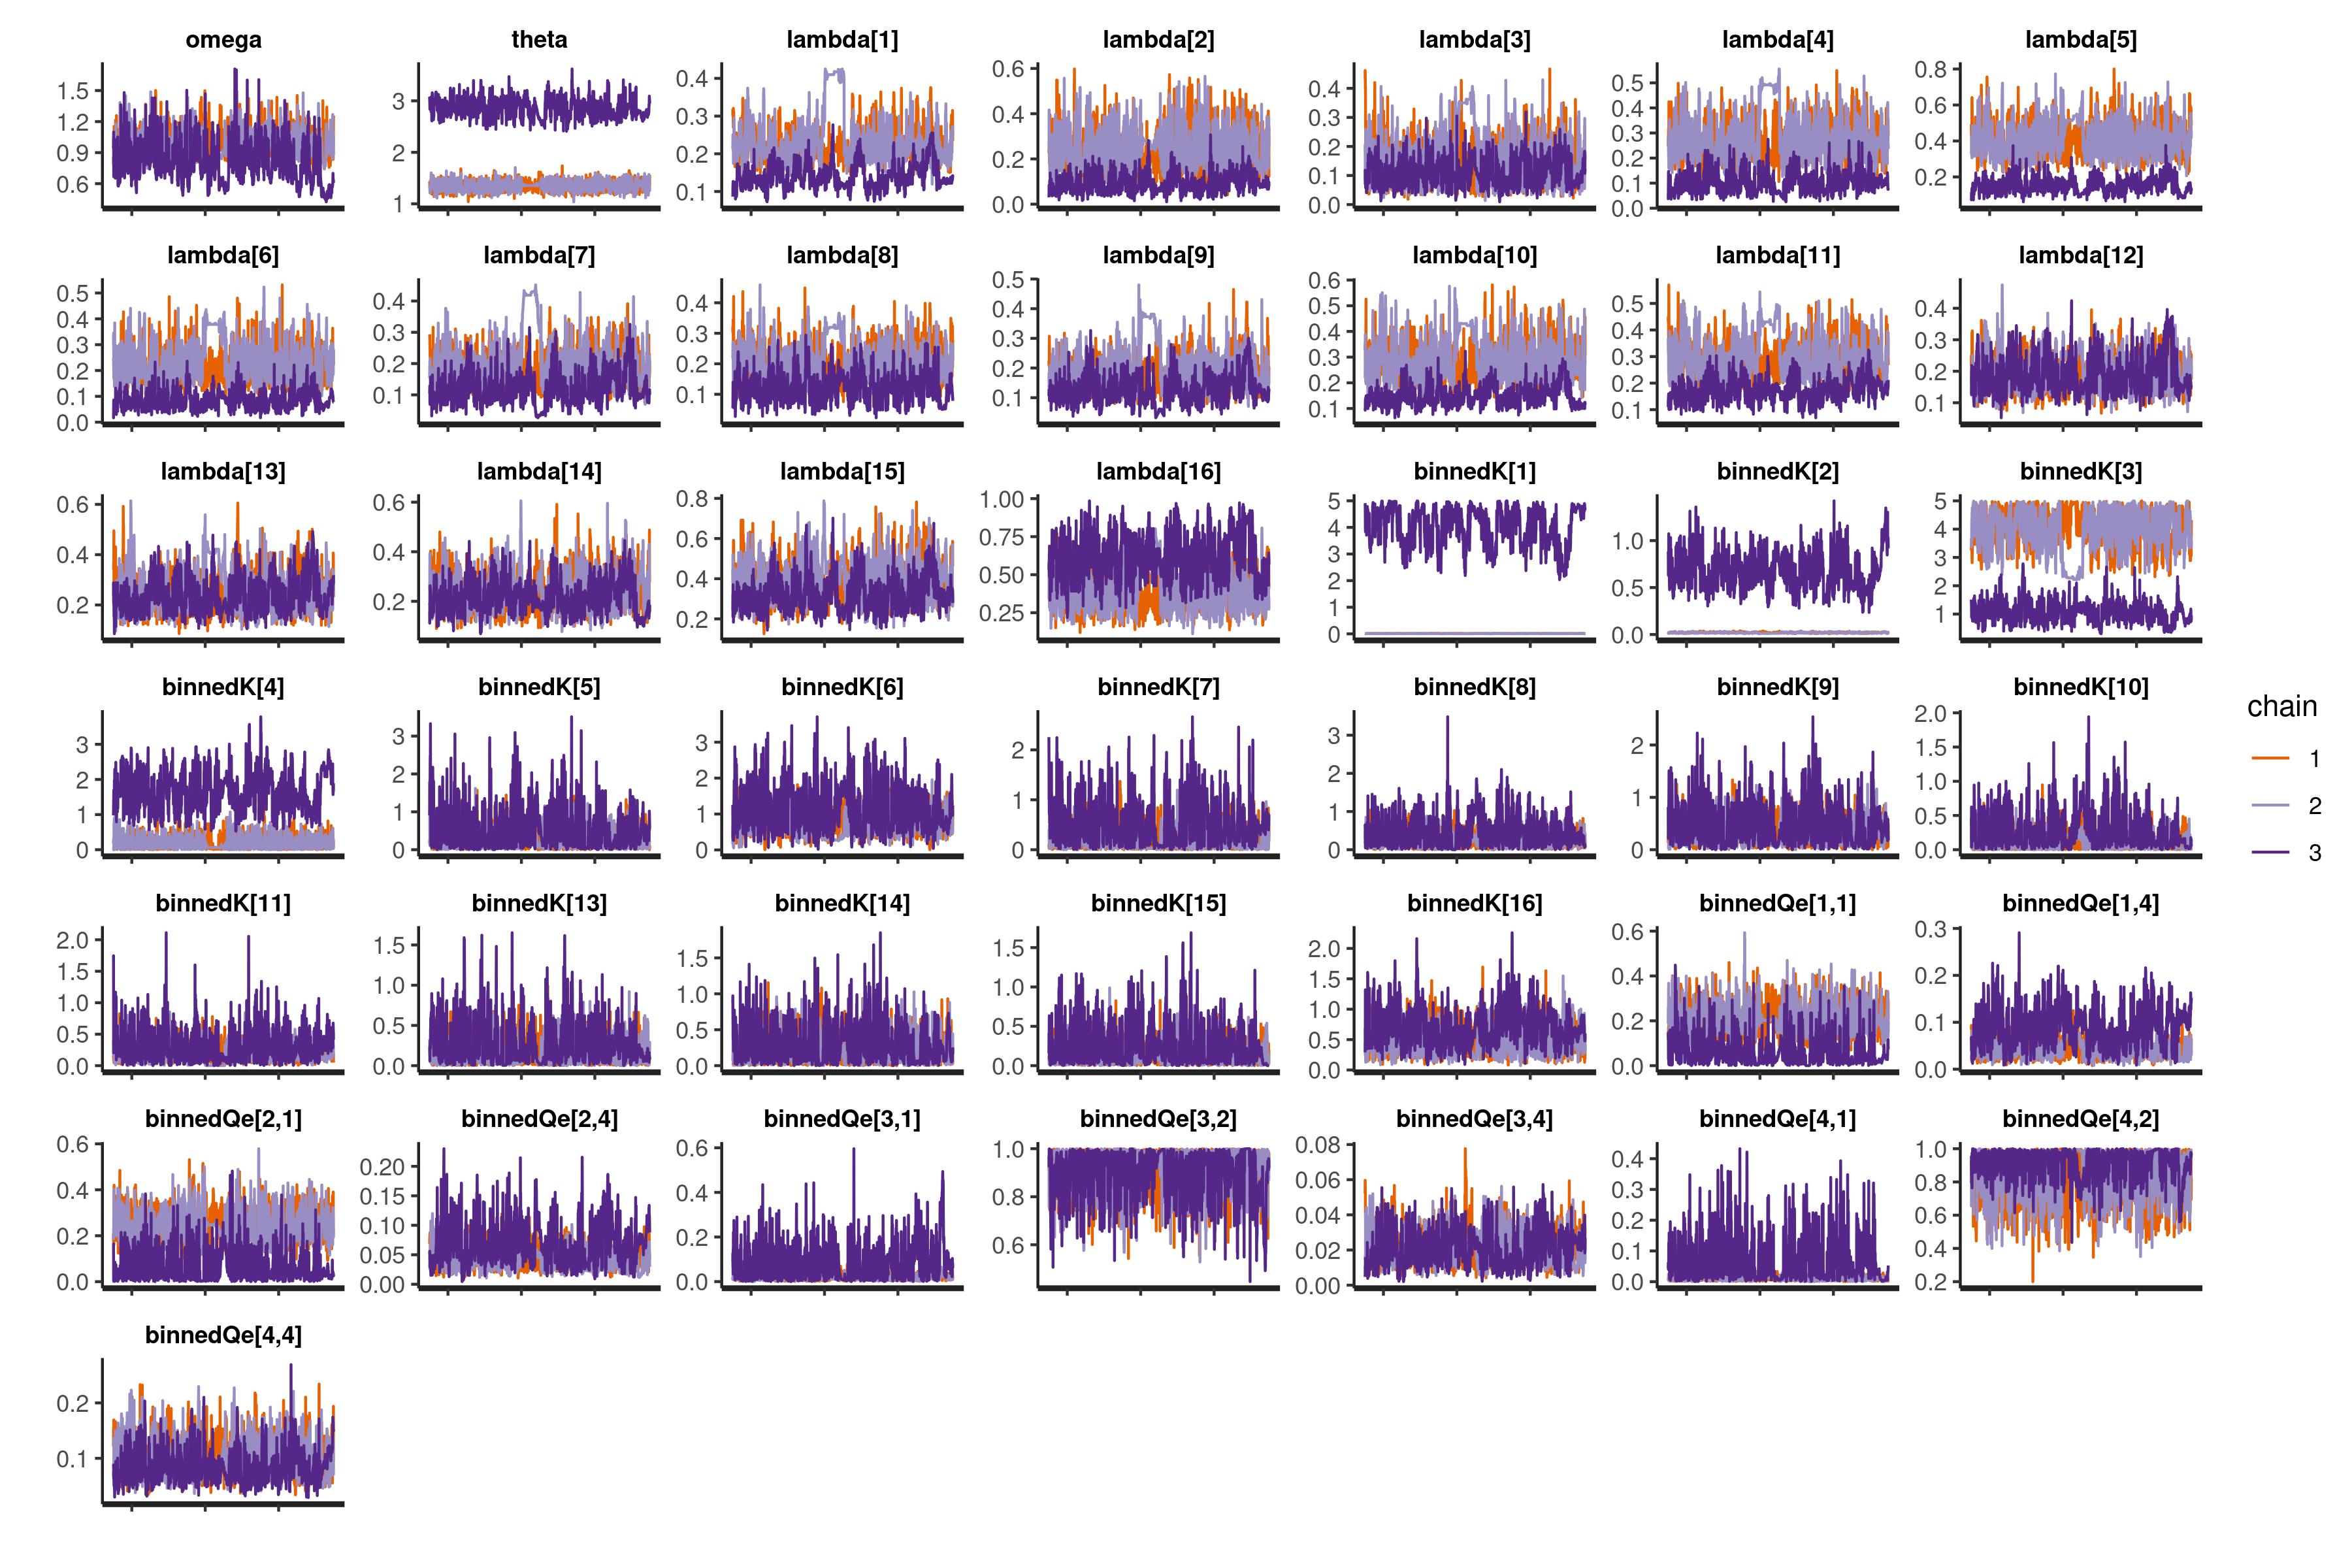 omega theta lambda[1] lambda[2] lambda[3] lambda[4] lambda[5]
1.5 1.2 0.9 0.6
3 2 1
0.4 0.3 0.2 0.1
0.6 0.4 0.2 0.0
0.4 0.3 0.2 0.1 0.0
0.5 0.4 0.3 0.2 0.1 0.0
0.8 0.6 0.4 0.2
lambda[6] lambda[7] lambda[8] lambda[9] lambda[10] lambda[11] lambda[12]
0.5 0.4 0.3 0.2 0.1 0.0
0.4 0.3 0.2 0.1
0.4 0.3 0.2 0.1
0.5 0.4 0.3 0.2 0.1
0.6 0.5 0.4 0.3 0.2 0.1
0.5 0.4 0.3 0.2 0.1
0.4 0.3 0.2 0.1
lambda[13] lambda[14] lambda[15] lambda[16] binnedK[1] binnedK[2] binnedK[3]
0.6 0.4 0.2
0.6 0.4 0.2
0.8 0.6 0.4 0.2
1.00 0.75 0.50 0.25
5 4 3 2 1 0
1.0 0.5 0.0
5 4 3 2 1
binnedK[4] binnedK[5] binnedK[6] binnedK[7] binnedK[8] binnedK[9] binnedK[10]
3 2 1 0
3 2 1 0
3 2 1 0
2 1 0
3 2 1 0
2 1 0
2.0 1.5 1.0 0.5 0.0
chain
1
2
3
binnedK[11] binnedK[13] binnedK[14] binnedK[15] binnedK[16] binnedQe[1,1] binnedQe[1,4]
2.0 1.5 1.0 0.5 0.0
1.5 1.0 0.5 0.0
1.5 1.0 0.5 0.0
1.5 1.0 0.5 0.0
2.0 1.5 1.0 0.5 0.0
0.6 0.4 0.2 0.0
0.3 0.2 0.1 0.0
binnedQe[2,1] binnedQe[2,4] binnedQe[3,1] binnedQe[3,2] binnedQe[3,4] binnedQe[4,1] binnedQe[4,2]
0.6 0.4 0.2 0.0
0.20 0.15 0.10 0.05 0.00
0.6 0.4 0.2 0.0
1.0 0.8 0.6
0.08 0.06 0.04 0.02 0.00
0.4 0.3 0.2 0.1 0.0
1.0 0.8 0.6 0.4 0.2
binnedQe[4,4]
0.2 0.1